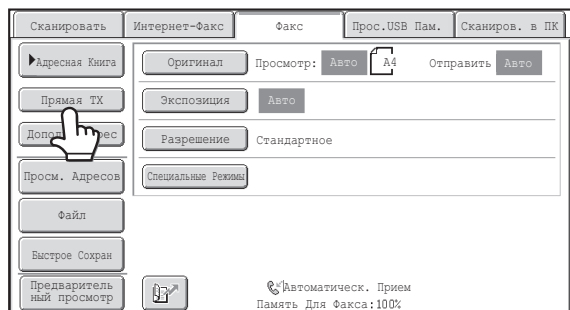 Сканировать Интернет-Факс Факс Прос.USB Пам. Сканиров. в ПК
Адресная Книга
Оригинал Просмотр: Авто A4 Отправить Авто
Прямая TX
Экспозиция Авто
Разрешение Стандартное
Просм. Адресов
Специальные Режимы
Файл
Быстрое Сохран
Предваритель
ный просмотр
Автоматическ. Прием
Память Для Факса:100%